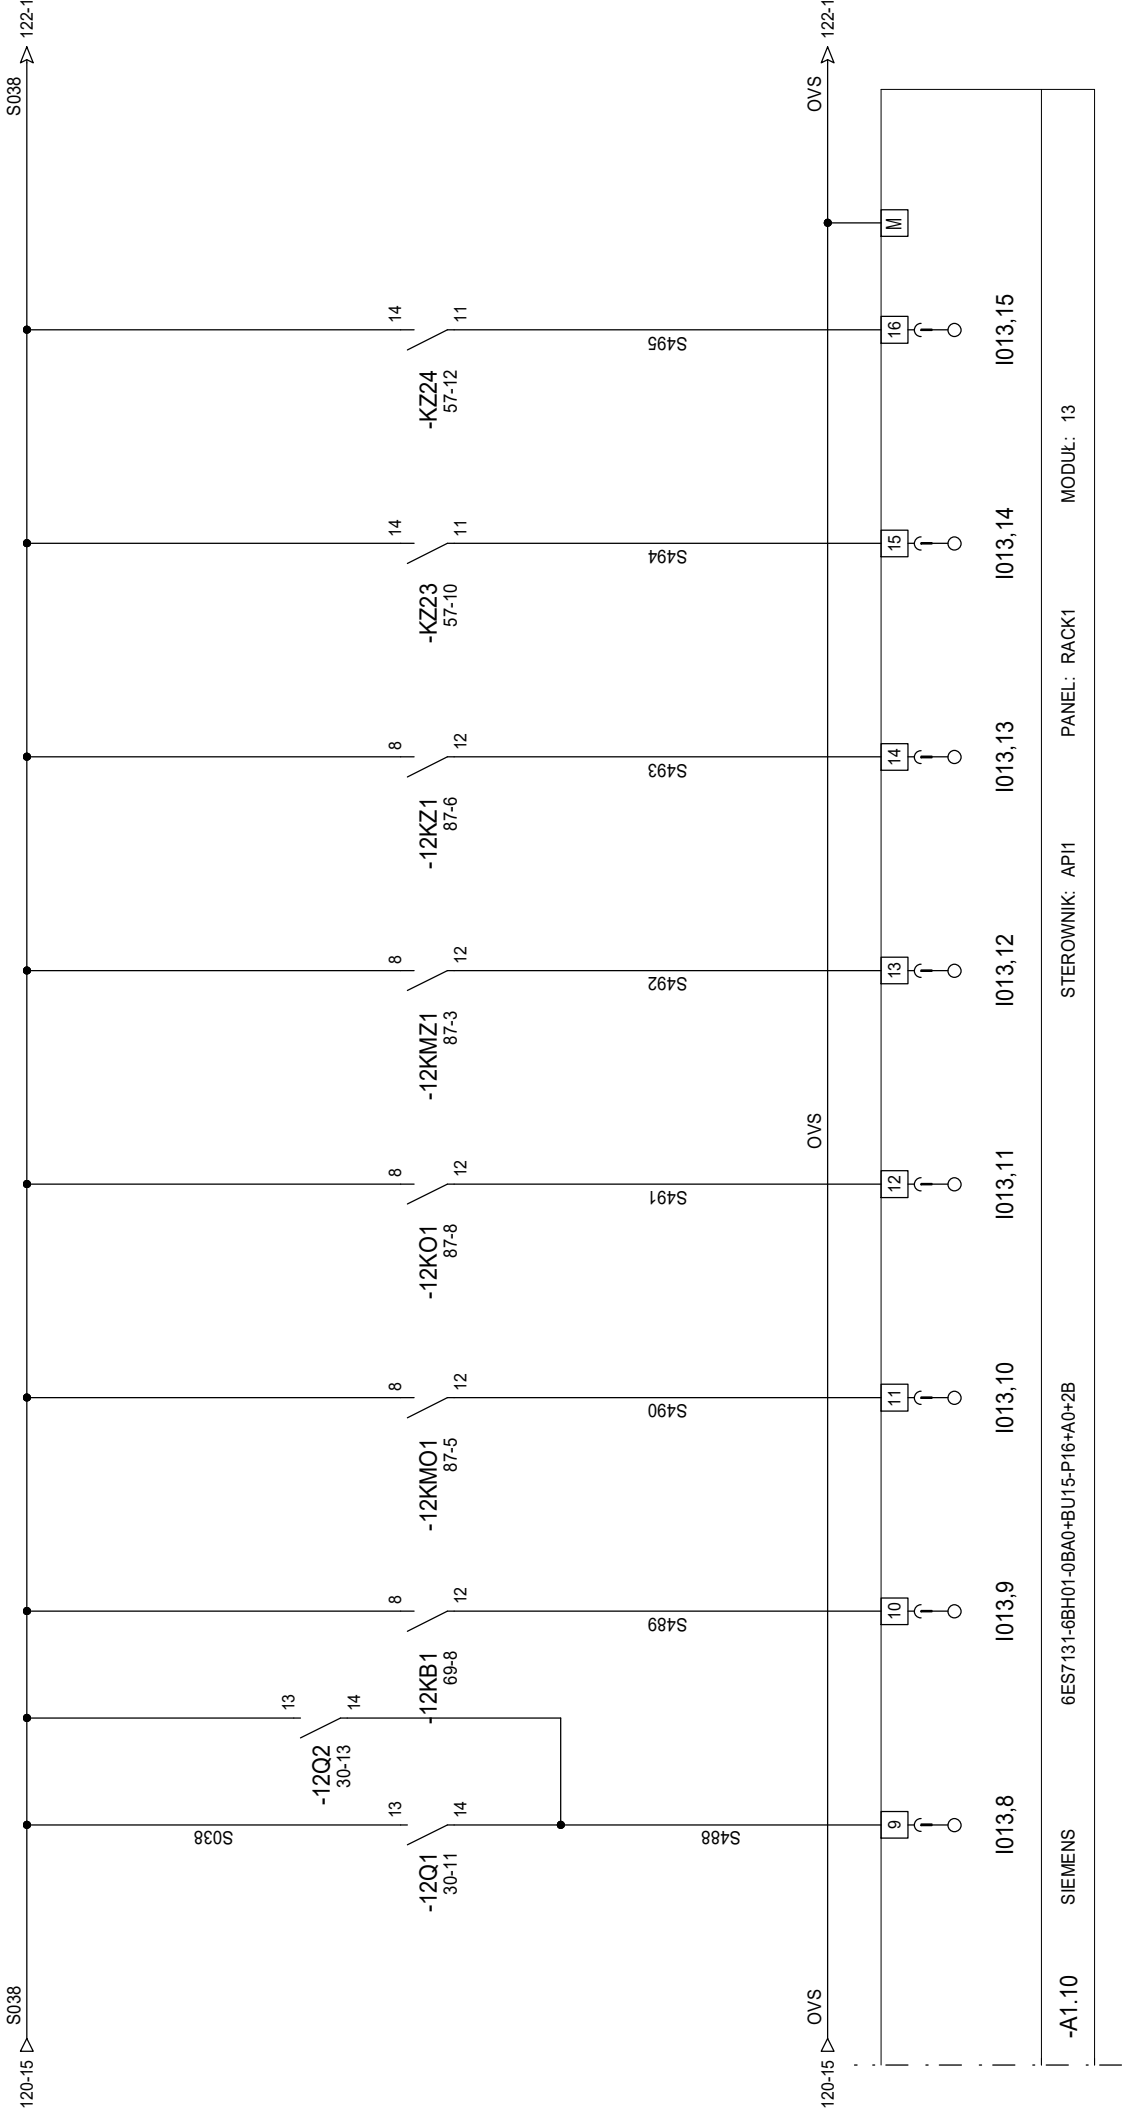 120-15
S038
S038
122-1
S038
-12Q1
30-11
13
14
S488
-12Q2
30-13
13
14
-12KB1
69-8
8
12
S489
-12KMO1
87-5
8
12
S490
-12KO1
87-8
8
12
S491
-12KMZ1
87-3
8
12
S492
-12KZ1
87-6
8
12
S493
-KZ23
57-10
14
11
S494
-KZ24
57-12
14
11
S495
120-15
OVS
OVS
OVS
122-1
9
10
11
12
13
14
15
16
M
I013,8
I013,9
I013,10
I013,11
I013,12
I013,13
I013,14
I013,15
-A1.10 SIEMENS 6ES7131-6BH01-0BA0+BU15-P16+A0+2B STEROWNIK: API1 PANEL: RACK1 MODUŁ: 13